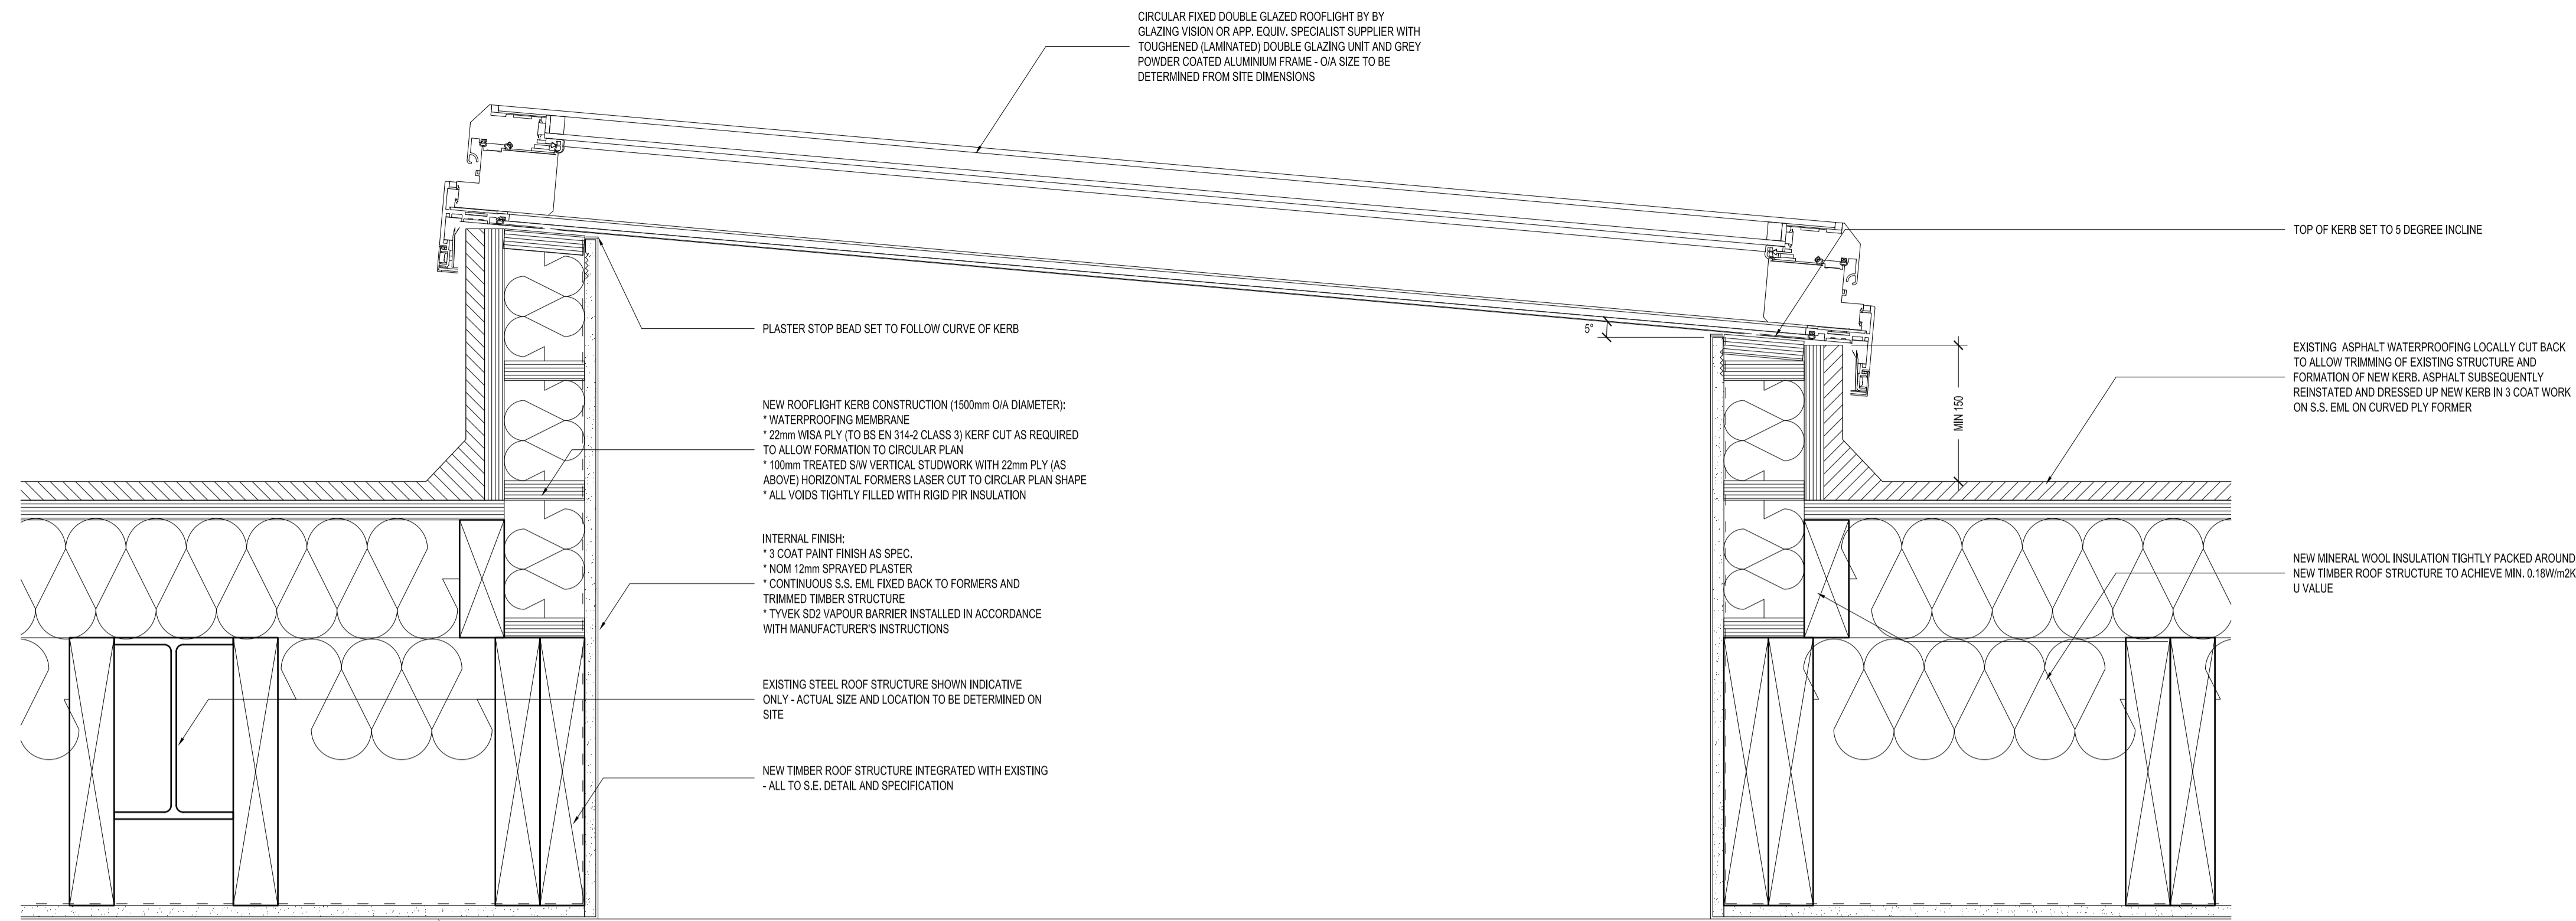 CIRCULAR FIXED DOUBLE GLAZED ROOFLIGHT BY BY
GLAZING VISION OR APP. EQUIV. SPECIALIST SUPPLIER WITH
TOUGHENED (LAMINATED) DOUBLE GLAZING UNIT AND GREY
POWDER COATED ALUMINIUM FRAME - O/A SIZE TO BE
DETERMINED FROM SITE DIMENSIONS
TOP OF KERB SET TO 5 DEGREE INCLINE
PLASTER STOP BEAD SET TO FOLLOW CURVE OF KERB
5°
MIN 150
EXISTING ASPHALT WATERPROOFING LOCALLY CUT BACK
TO ALLOW TRIMMING OF EXISTING STRUCTURE AND
FORMATION OF NEW KERB. ASPHALT SUBSEQUENTLY
REINSTATED AND DRESSED UP NEW KERB IN 3 COAT WORK
ON S.S. EML ON CURVED PLY FORMER
NEW ROOFLIGHT KERB CONSTRUCTION (1500mm O/A DIAMETER):
* WATERPROOFING MEMBRANE
* 22mm WISA PLY (TO BS EN 314-2 CLASS 3) KERF CUT AS REQUIRED
TO ALLOW FORMATION TO CIRCULAR PLAN
* 100mm TREATED S/W VERTICAL STUDWORK WITH 22mm PLY (AS
ABOVE) HORIZONTAL FORMERS LASER CUT TO CIRCLAR PLAN SHAPE
* ALL VOIDS TIGHTLY FILLED WITH RIGID PIR INSULATION
INTERNAL FINISH:
* 3 COAT PAINT FINISH AS SPEC.
* NOM 12mm SPRAYED PLASTER
* CONTINUOUS S.S. EML FIXED BACK TO FORMERS AND
TRIMMED TIMBER STRUCTURE
* TYVEK SD2 VAPOUR BARRIER INSTALLED IN ACCORDANCE
WITH MANUFACTURER'S INSTRUCTIONS
NEW MINERAL WOOL INSULATION TIGHTLY PACKED AROUND
NEW TIMBER ROOF STRUCTURE TO ACHIEVE MIN. 0.18W/m2K
U VALUE
EXISTING STEEL ROOF STRUCTURE SHOWN INDICATIVE
ONLY - ACTUAL SIZE AND LOCATION TO BE DETERMINED ON
SITE
NEW TIMBER ROOF STRUCTURE INTEGRATED WITH EXISTING
- ALL TO S.E. DETAIL AND SPECIFICATION